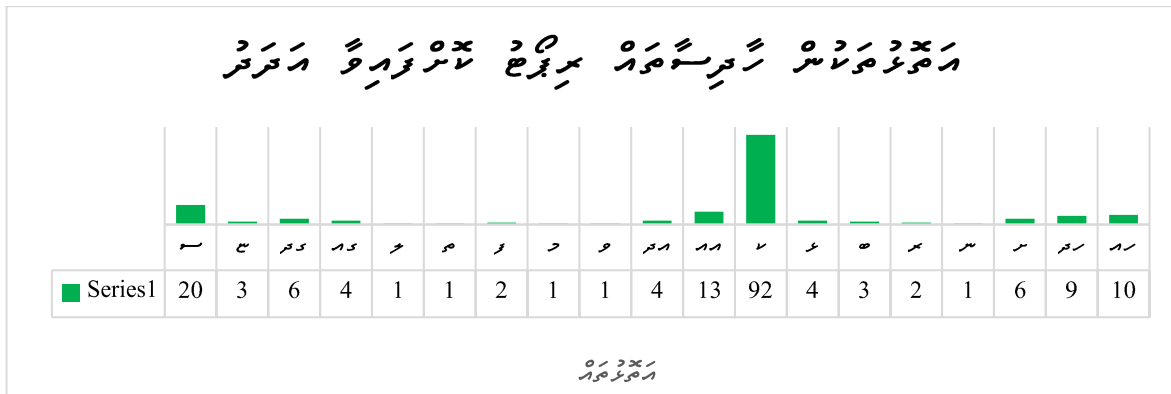 އަތޮޅުތަކުން ހާދިސާތައް ރިޕޯޓު ކޮށްފައިވާ އަދަދު
ސ ޏ ގދ ގއ ލ ތ ފ މ ވ އދ އއ ކ ޅ ބ ރ ނ ށ ހދ ހއ
Series1 20 3 6 4 1 1 2 1 1 4 13 92 4 3 2 1 6 9 10
އަތޮޅުތައް